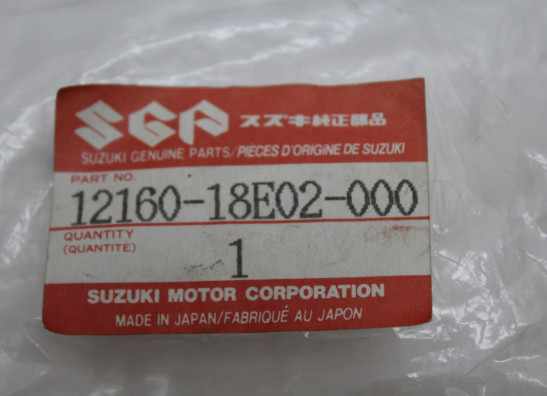 SGP スズキ純正部品
SUZUKI GENUINE PARTS/PIECES D'ORIGINE DE SUZUKI
PART NO.
12160-18E02-000
QUANTITY
(QUANTITÉ)
1
SUZUKI MOTOR CORPORATION
MADE IN JAPAN/FABRIQUÉ AU JAPON